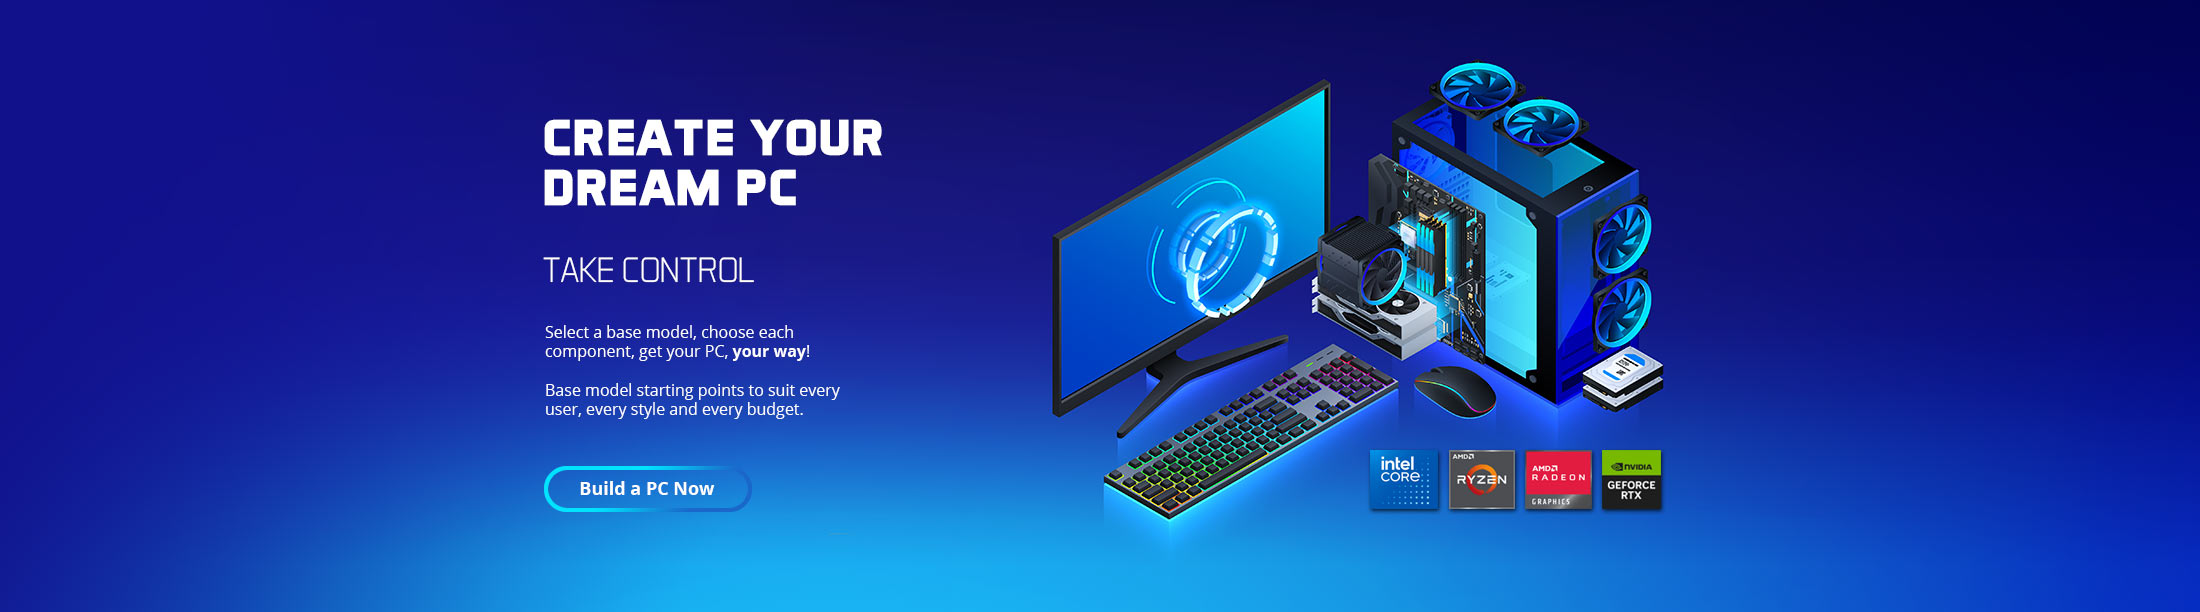 CREATE YOUR
DREAM PC
TAKE CONTROL
Select a base model, choose each
component, get your PC, your way!
Base model starting points to suit every
user, every style and every budget.
Build a PC Now
intel
CORE
AMD
RYZEN
AMD
RADEON
GRAPHICS
NVIDIA
GEFORCE
RTX